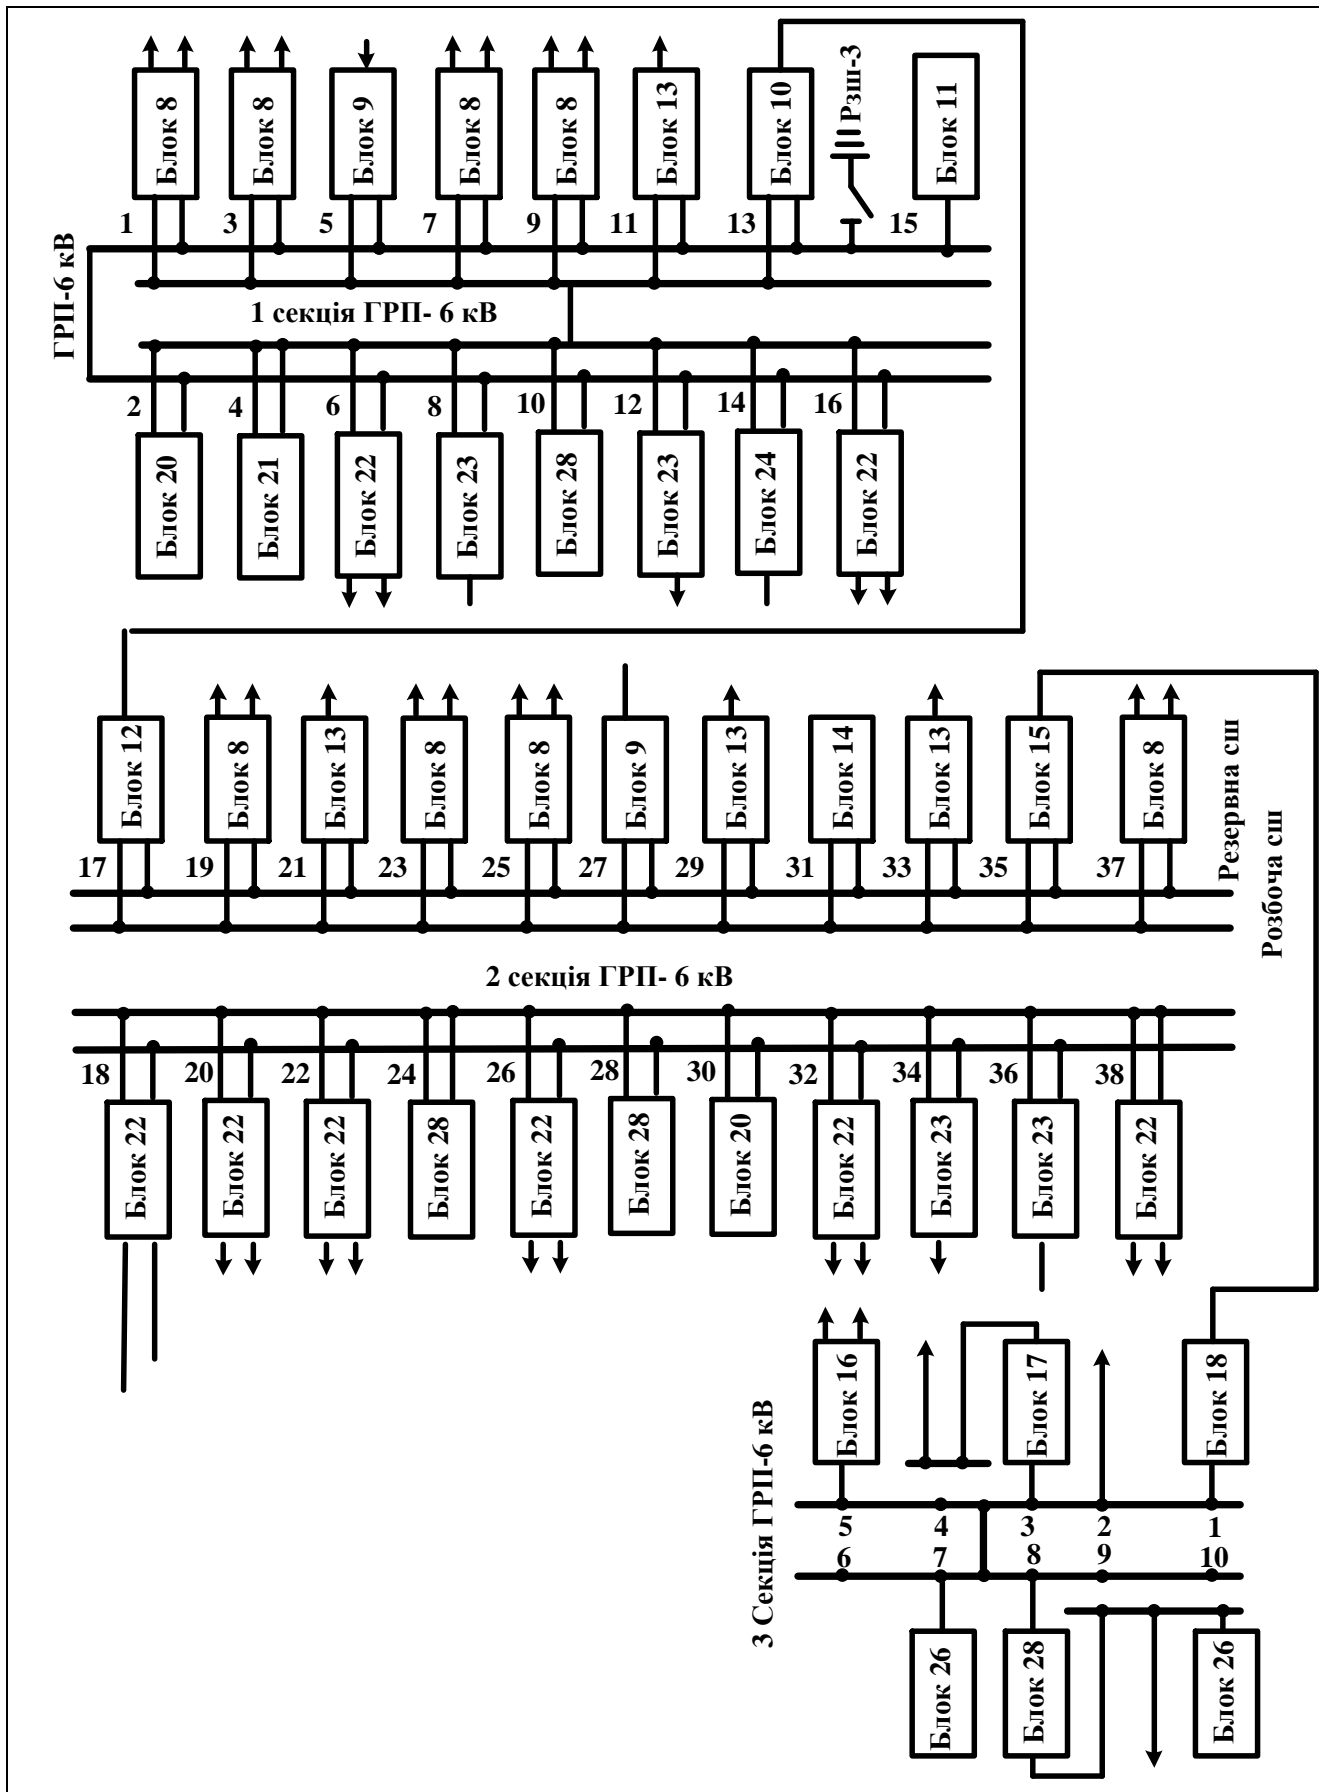 Блок 8
Блок 8
Блок 9
Блок 8
Блок 8
Блок 13
Блок 10
Рзш-3
Блок 11
1
3
5
7
9
11
13
15
ГРП-6 кВ
1 секція ГРП- 6 кВ
2
4
6
8
10
12
14
16
Блок 20
Блок 21
Блок 22
Блок 23
Блок 28
Блок 23
Блок 24
Блок 22
Блок 12
Блок 8
Блок 13
Блок 8
Блок 8
Блок 9
Блок 13
Блок 14
Блок 13
Блок 15
Блок 8
17
19
21
23
25
27
29
31
33
35
37
Резервна сш
Розбоча сш
2 секція ГРП- 6 кВ
18
20
22
24
26
28
30
32
34
36
38
Блок 22
Блок 22
Блок 22
Блок 28
Блок 22
Блок 28
Блок 20
Блок 22
Блок 23
Блок 23
Блок 22
3 Секція ГРП-6 кВ
Блок 16
Блок 17
Блок 18
5
4
3
2
1
6
7
8
9
10
Блок 26
Блок 28
Блок 26